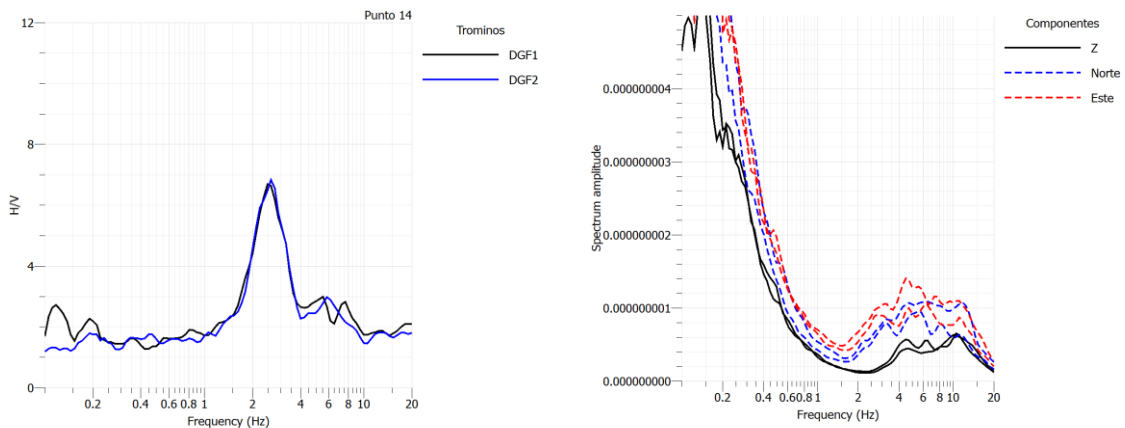 Punto 14
12
8
4
0
H/V
0.2 0.4 0.6 0.8 1 2 4 6 8 10 20
Frequency (Hz)
Trominos
DGF1
DGF2
0.000000004
0.000000003
0.000000002
0.000000001
0.000000000
Spectrum amplitude
0.2 0.4 0.6 0.8 1 2 4 6 8 10 20
Frequency (Hz)
Componentes
Z
Norte
Este